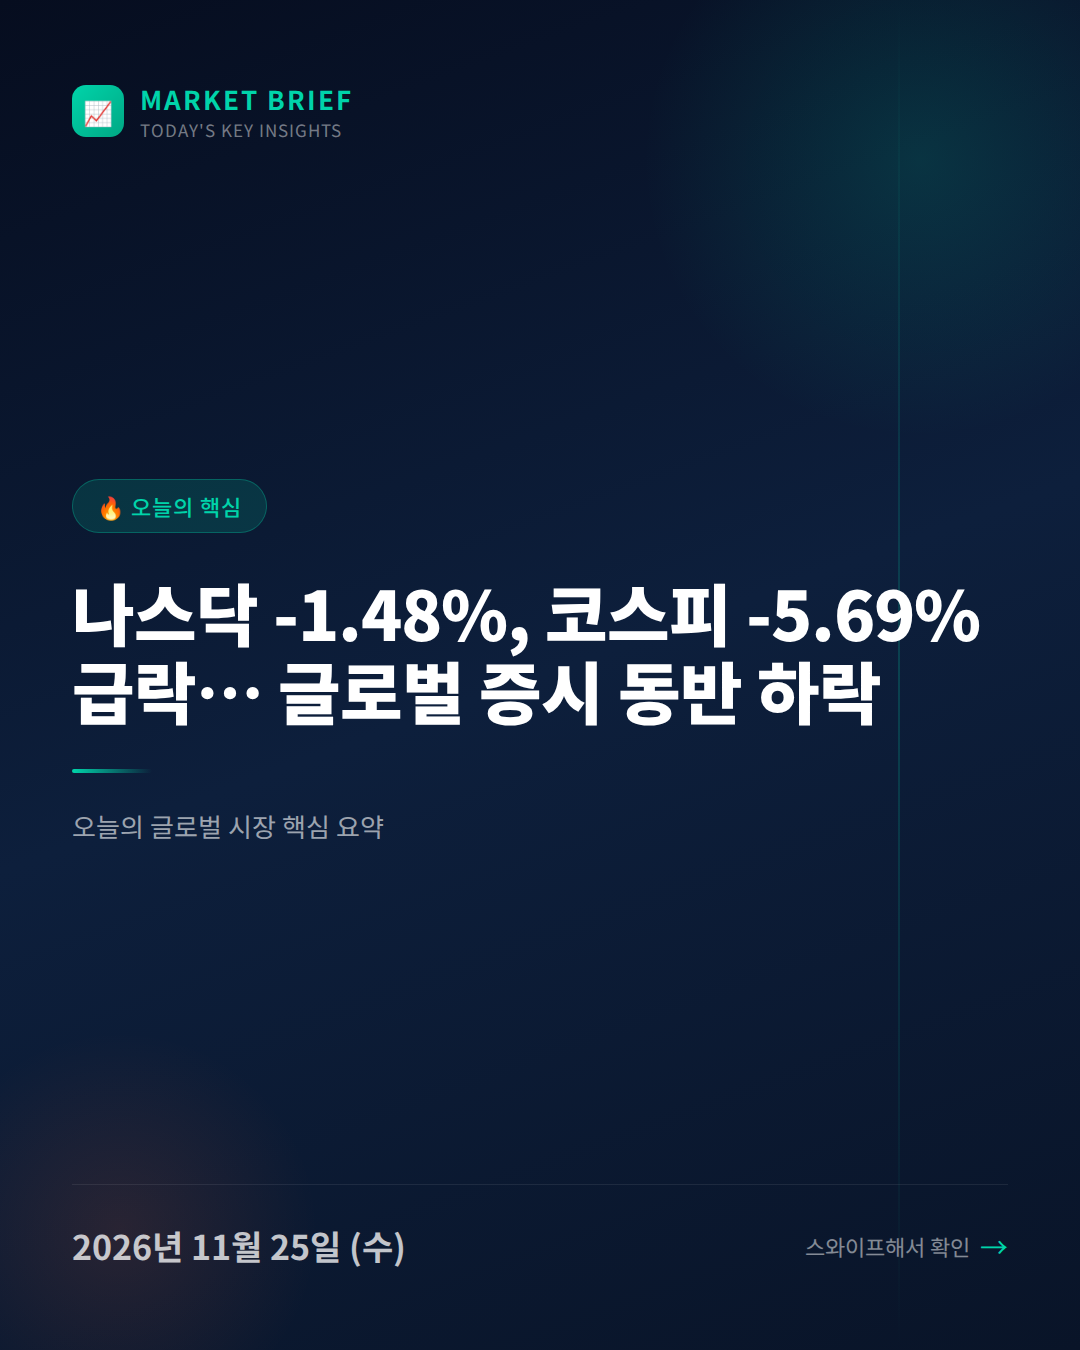 MARKET BRIEF
TODAY'S KEY INSIGHTS
오늘의 핵심
나스닥 -1.48%, 코스피 -5.69%
급락··· 글로벌 증시 동반 하락
오늘의 글로벌 시장 핵심 요약
2026년 11월 25일 (수)
스와이프해서 확인 →